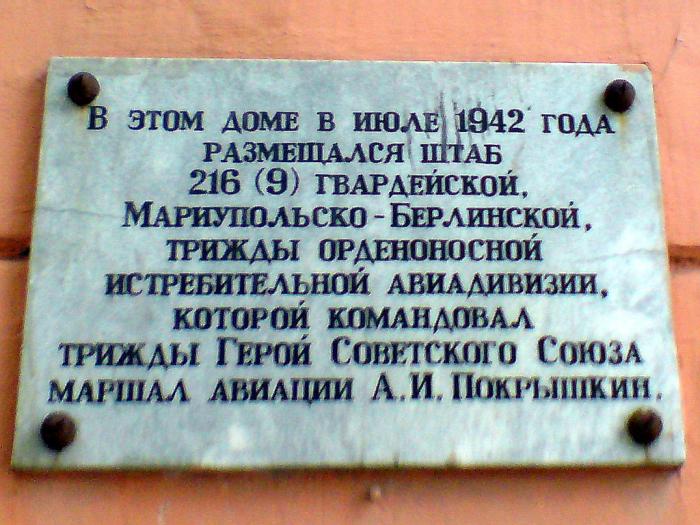 В этом доме в июле 1942 года
размещался штаб
216 (9) гвардейской,
Мариупольско-Берлинской,
трижды орденоносной
истребительной авиадивизии,
которой командовал
трижды Герой Советского Союза
маршал авиации А.И. Покрышкин.